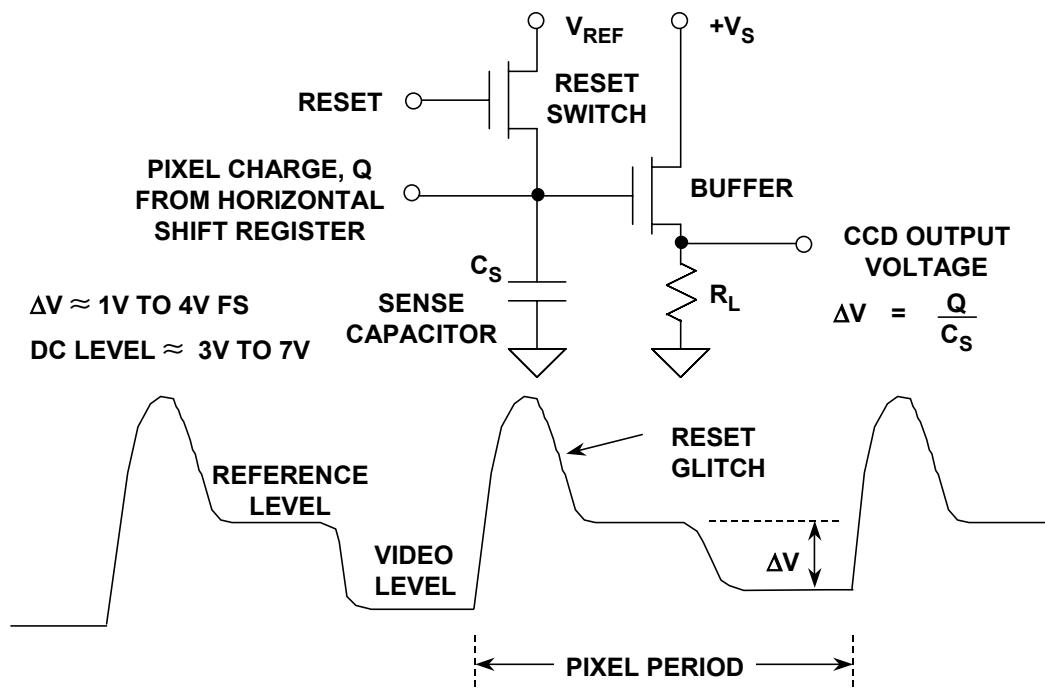 V_REF
+V_S
RESET
RESET
SWITCH
PIXEL CHARGE, Q
FROM HORIZONTAL
SHIFT REGISTER
BUFFER
CCD OUTPUT
VOLTAGE
C_S
SENSE
CAPACITOR
R_L
ΔV = Q
C_S
ΔV ≈ 1V TO 4V FS
DC LEVEL ≈ 3V TO 7V
RESET
GLITCH
REFERENCE
LEVEL
VIDEO
LEVEL
ΔV
PIXEL PERIOD